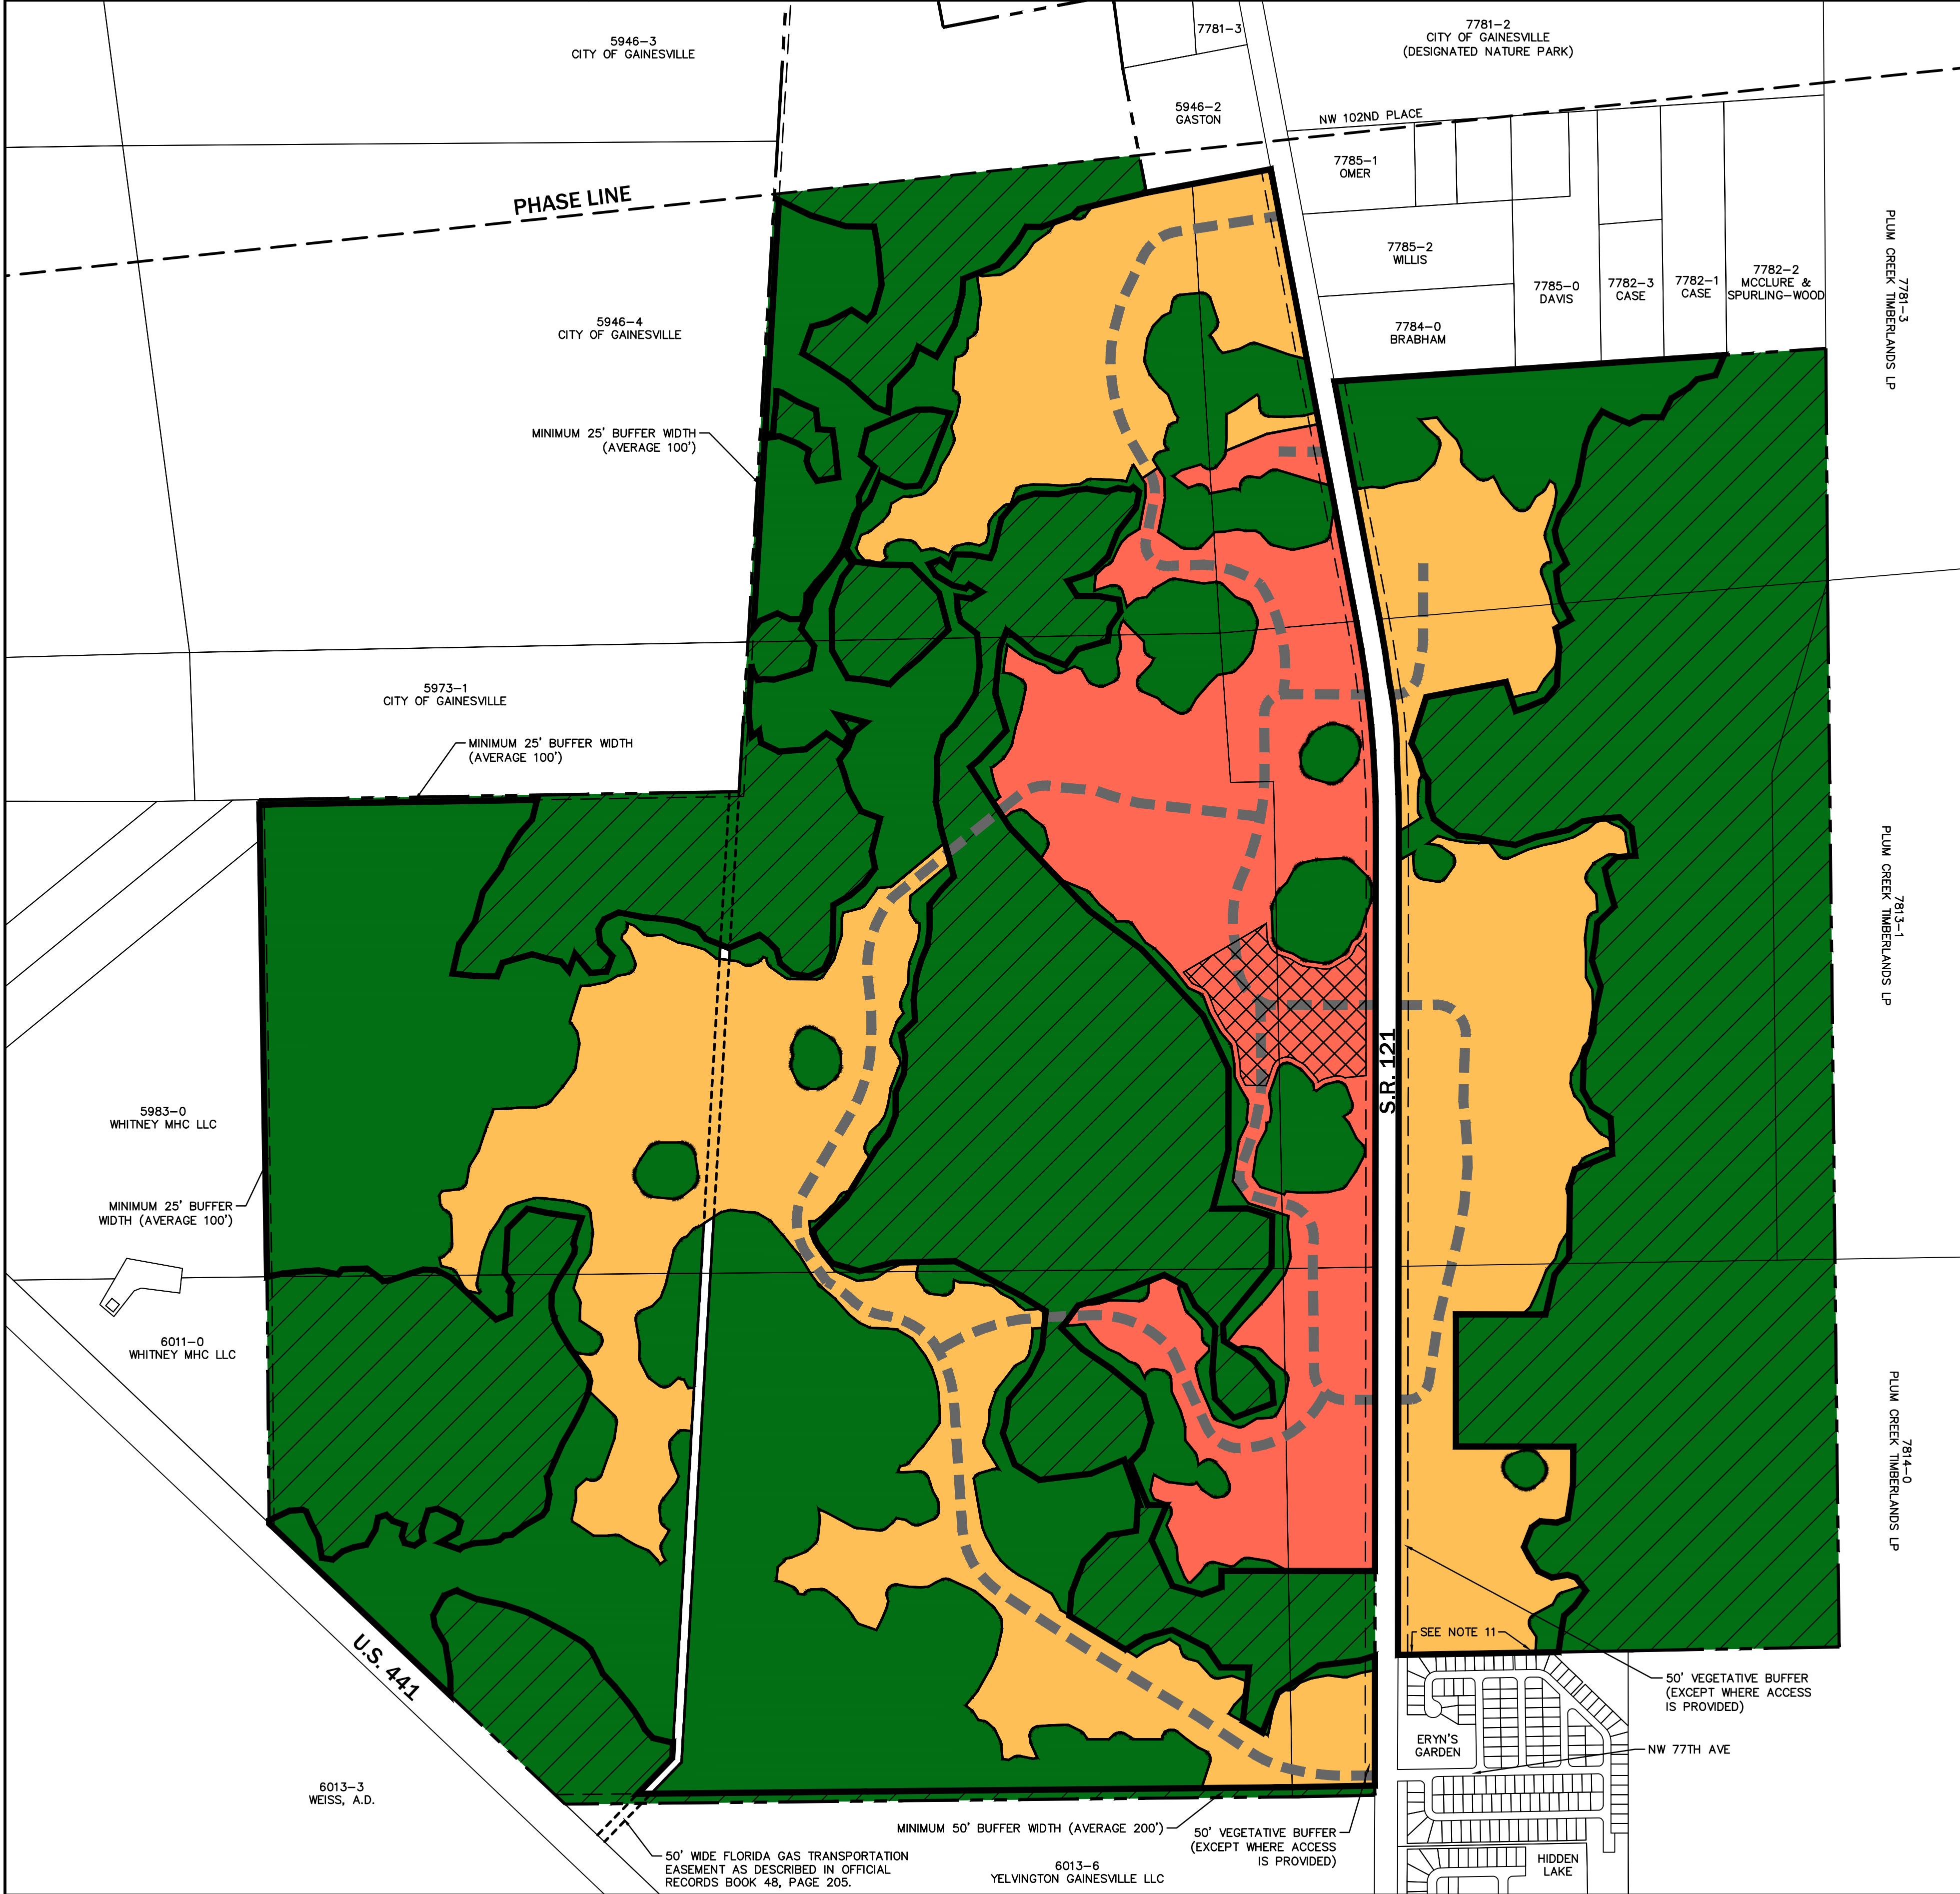 5946-3
CITY OF GAINESVILLE
7781-3
7781-2
CITY OF GAINESVILLE
(DESIGNATED NATURE PARK)
5946-2
GASTON
NW 102ND PLACE
7785-1
OMER
PHASE LINE
7785-2
WILLIS
7785-0
DAVIS
7782-3
CASE
7782-1
CASE
7782-2
MCCLURE &
SPURLING-WOOD
7781-3
PLUM CREEK TIMBERLANDS LP
5946-4
CITY OF GAINESVILLE
7784-0
BRABHAM
MINIMUM 25' BUFFER WIDTH
(AVERAGE 100')
5973-1
CITY OF GAINESVILLE
MINIMUM 25' BUFFER WIDTH
(AVERAGE 100')
7813-1
PLUM CREEK TIMBERLANDS LP
S.R. 121
5983-0
WHITNEY MHC LLC
MINIMUM 25' BUFFER
WIDTH (AVERAGE 100')
6011-0
WHITNEY MHC LLC
7814-0
PLUM CREEK TIMBERLANDS LP
U.S. 441
SEE NOTE 11
50' VEGETATIVE BUFFER
(EXCEPT WHERE ACCESS
IS PROVIDED)
ERYN'S
GARDEN
NW 77TH AVE
6013-3
WEISS, A.D.
MINIMUM 50' BUFFER WIDTH (AVERAGE 200')
50' VEGETATIVE BUFFER
(EXCEPT WHERE ACCESS
IS PROVIDED)
50' WIDE FLORIDA GAS TRANSPORTATION
EASEMENT AS DESCRIBED IN OFFICIAL
RECORDS BOOK 48, PAGE 205.
6013-6
YELVINGTON GAINESVILLE LLC
HIDDEN
LAKE